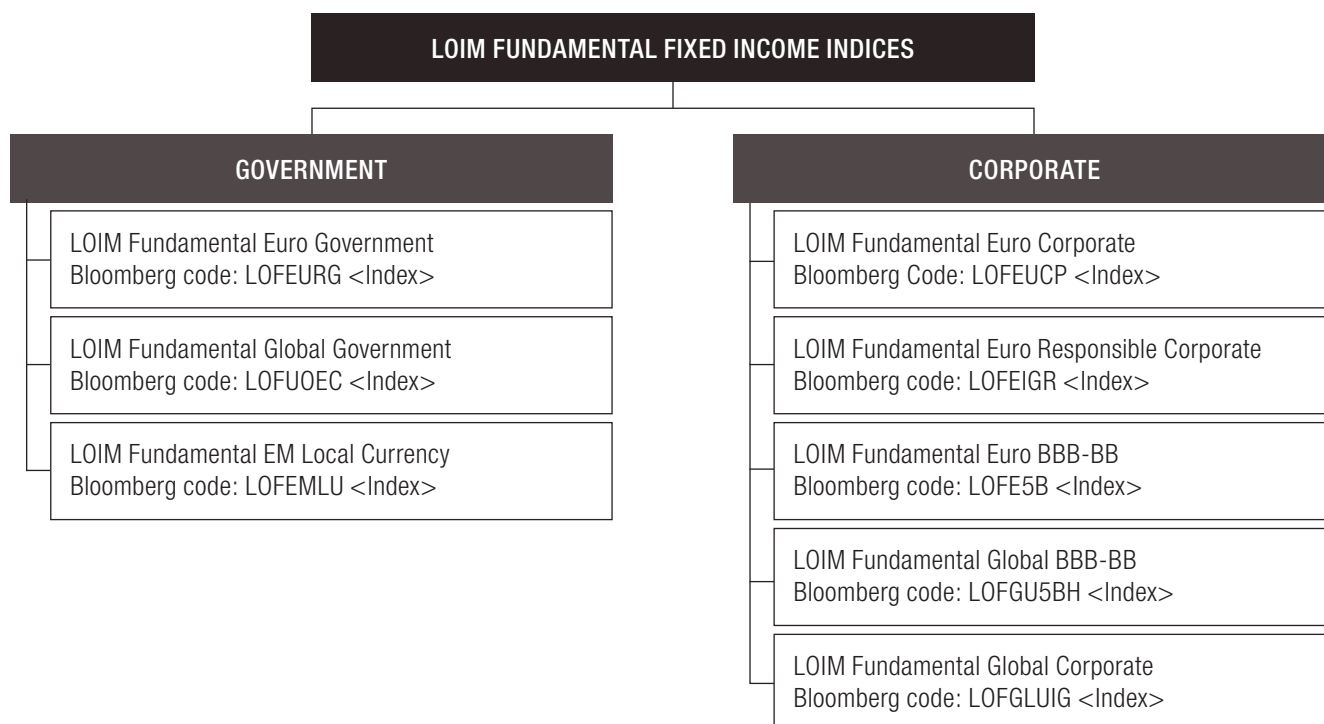 LOIM FUNDAMENTAL FIXED INCOME INDICES
GOVERNMENT
LOIM Fundamental Euro Government
Bloomberg code: LOFEURG <Index>
LOIM Fundamental Global Government
Bloomberg code: LOFUOEC <Index>
LOIM Fundamental EM Local Currency
Bloomberg code: LOFEMLU <Index>
CORPORATE
LOIM Fundamental Euro Corporate
Bloomberg Code: LOFEUCP <Index>
LOIM Fundamental Euro Responsible Corporate
Bloomberg code: LOFEIGR <Index>
LOIM Fundamental Euro BBB-BB
Bloomberg code: LOFE5B <Index>
LOIM Fundamental Global BBB-BB
Bloomberg code: LOFGU5BH <Index>
LOIM Fundamental Global Corporate
Bloomberg code: LOFGLUIG <Index>